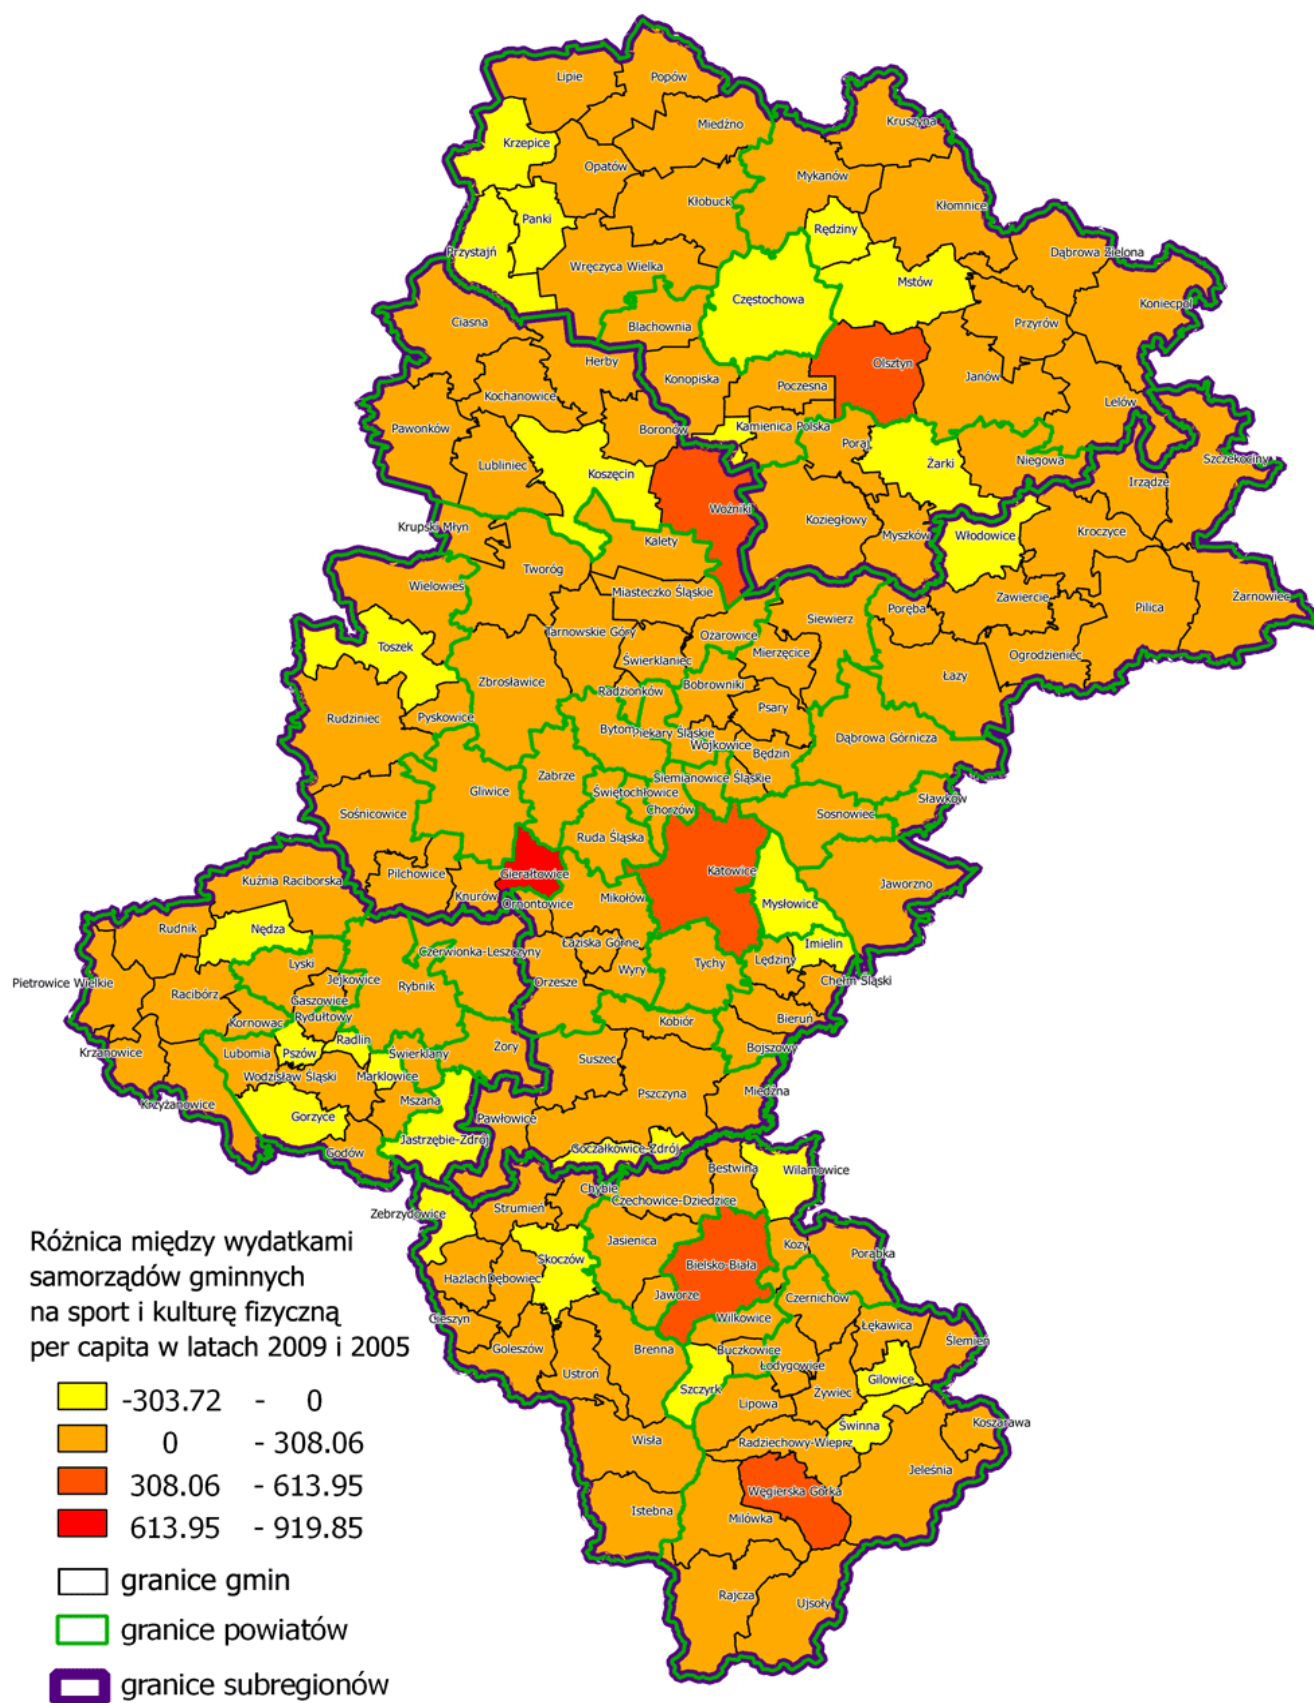 Lipie
Popów
Miedźno
Kruszyna
Krzepice
Opatów
Mykanów
Kłobuck
Kłomnice
Panki
Rędziny
Przystajń
Dąbrowa Zielona
Wręczyca Wielka
Mstów
Częstochowa
Koniecpol
Ciasna
Blachownia
Przyrów
Herby
Olsztyn
Konopiska
Janów
Poczesna
Kochanowice
Lelów
Pawonków
Boronów
Kamienica Polska
Poraj
Lubliniec
Żarki
Niegowa
Szczekociny
Koszęcin
Irządze
Woźniki
Koziegłowy
Krupski Młyn
Kalety
Myszków
Włodowice
Kroczyce
Tworóg
Wielowieś
Miasteczko Śląskie
Zawiercie
Żarnowiec
Poręba
Pilica
Siewierz
Tarnowskie Góry
Ożarowice
Toszek
Mierzęcice
Ogrodzieniec
Świerklaniec
Łazy
Zbrosławice
Radzionków
Bobrowniki
Psary
Rudziniec
Pyskowice
Bytom
Piekary Śląskie
Dąbrowa Górnicza
Wojkowice
Będzin
Zabrze
Siemianowice Śląskie
Gliwice
Świętochłowice
Sławków
Chorzów
Sośnicowice
Sosnowiec
Ruda Śląska
Pilchowice
Gierałtowice
Katowice
Kuźnia Raciborska
Jaworzno
Knurów
Mikołów
Ornontowice
Mysłowice
Rudnik
Nędza
Łaziska Górne
Imielin
Czerwionka-Leszczyny
Lyski
Wyry
Tychy
Lędziny
Pietrowice Wielkie
Jejkowice
Rybnik
Orzesze
Chełm Śląski
Racibórz
Gaszowice
Rydułtowy
Kornowac
Kobiór
Bieruń
Radlin
Żory
Bojszowy
Krzanowice
Lubomia
Pszów
Świerklany
Suszec
Wodzisław Śląski
Marklowice
Pszczyna
Miedźna
Krzyżanowice
Mszana
Gorzyce
Pawłowice
Jastrzębie-Zdrój
Godów
Goczałkowice-Zdrój
Bestwina
Wilamowice
Chybie
Czechowice-Dziedzice
Strumień
Zebrzydowice
Jasienica
Kozy
Porąbka
Skoczów
Bielsko-Biała
Hażlach
Dębowiec
Jaworze
Czernichów
Cieszyn
Wilkowice
Łękawica
Ślemień
Goleszów
Brenna
Buczkowice
Łodygowice
Ustroń
Szczyrk
Żywiec
Gilowice
Lipowa
Świnna
Koszarawa
Wisła
Radziechowy-Wieprz
Jeleśnia
Węgierska Górka
Istebna
Milówka
Rajcza
Ujsoły
Różnica między wydatkami
samorządów gminnych
na sport i kulturę fizyczną
per capita w latach 2009 i 2005
-303.72 - 0
0 - 308.06
308.06 - 613.95
613.95 - 919.85
granice gmin
granice powiatów
granice subregionów